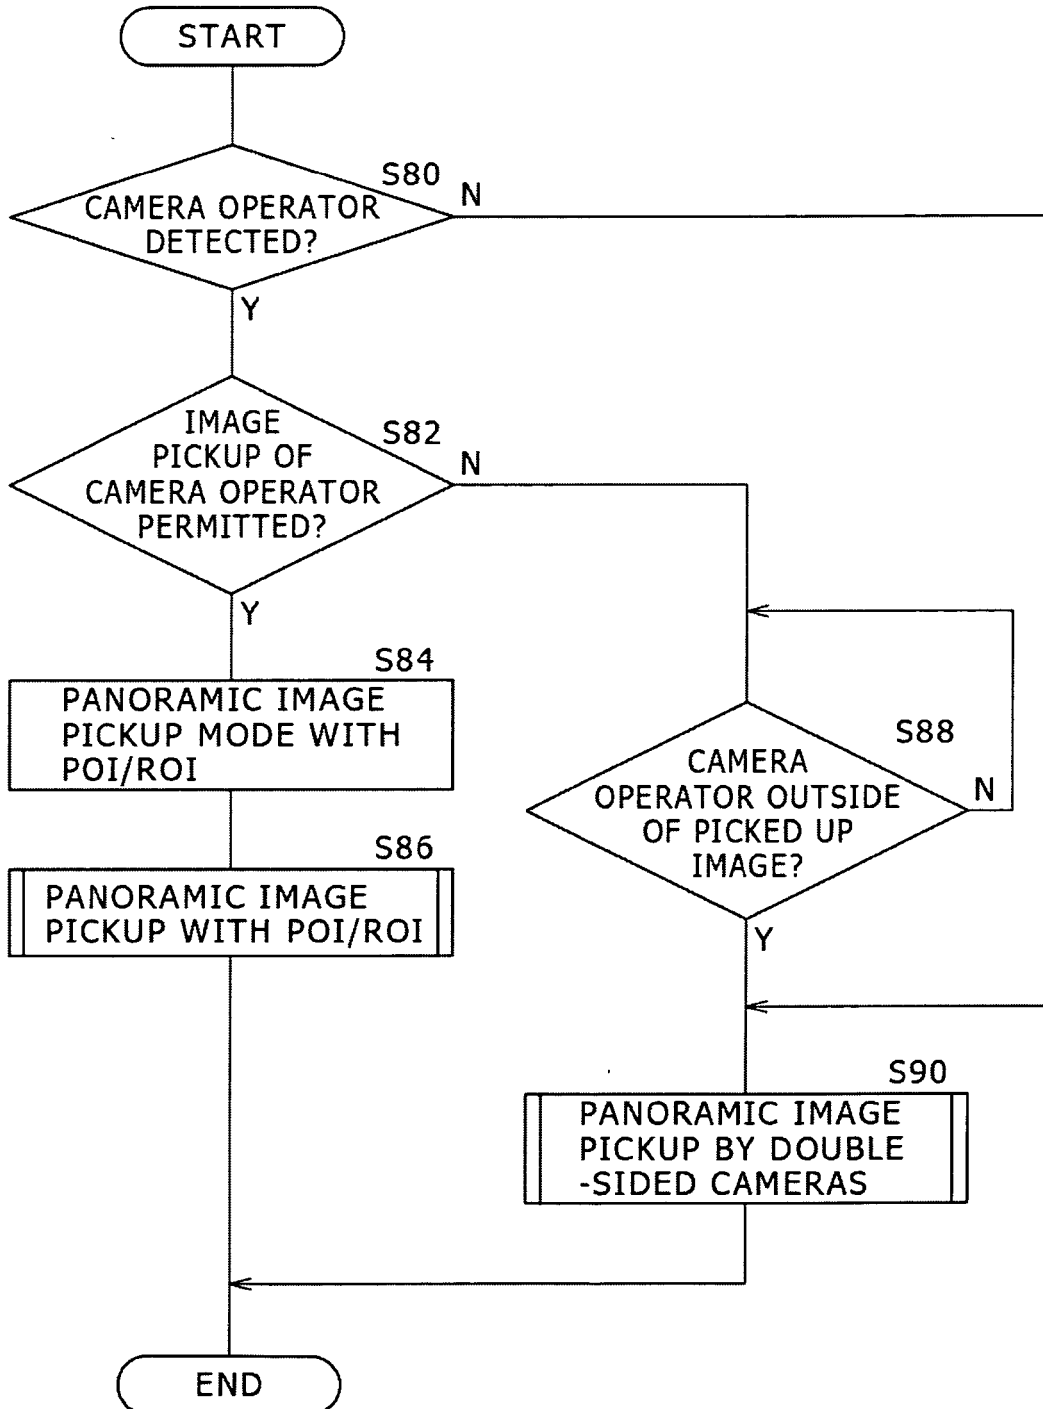 START
S80
N
CAMERA OPERATOR
DETECTED?
Y
IMAGE
PICKUP OF
CAMERA OPERATOR
PERMITTED?
S82
N
Y
S84
PANORAMIC IMAGE
PICKUP MODE WITH
POI/ROI
S86
PANORAMIC IMAGE
PICKUP WITH POI/ROI
S88
CAMERA
OPERATOR OUTSIDE
OF PICKED UP
IMAGE?
N
Y
S90
PANORAMIC IMAGE
PICKUP BY DOUBLE
-SIDED CAMERAS
END